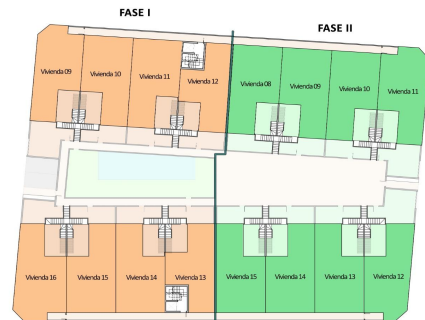 FASE I
FASE II
Vivienda 09
Vivienda 10
Vivienda 11
Vivienda 12
Vivienda 08
Vivienda 09
Vivienda 10
Vivienda 11
Vivienda 16
Vivienda 15
Vivienda 14
Vivienda 13
Vivienda 15
Vivienda 14
Vivienda 13
Vivienda 12